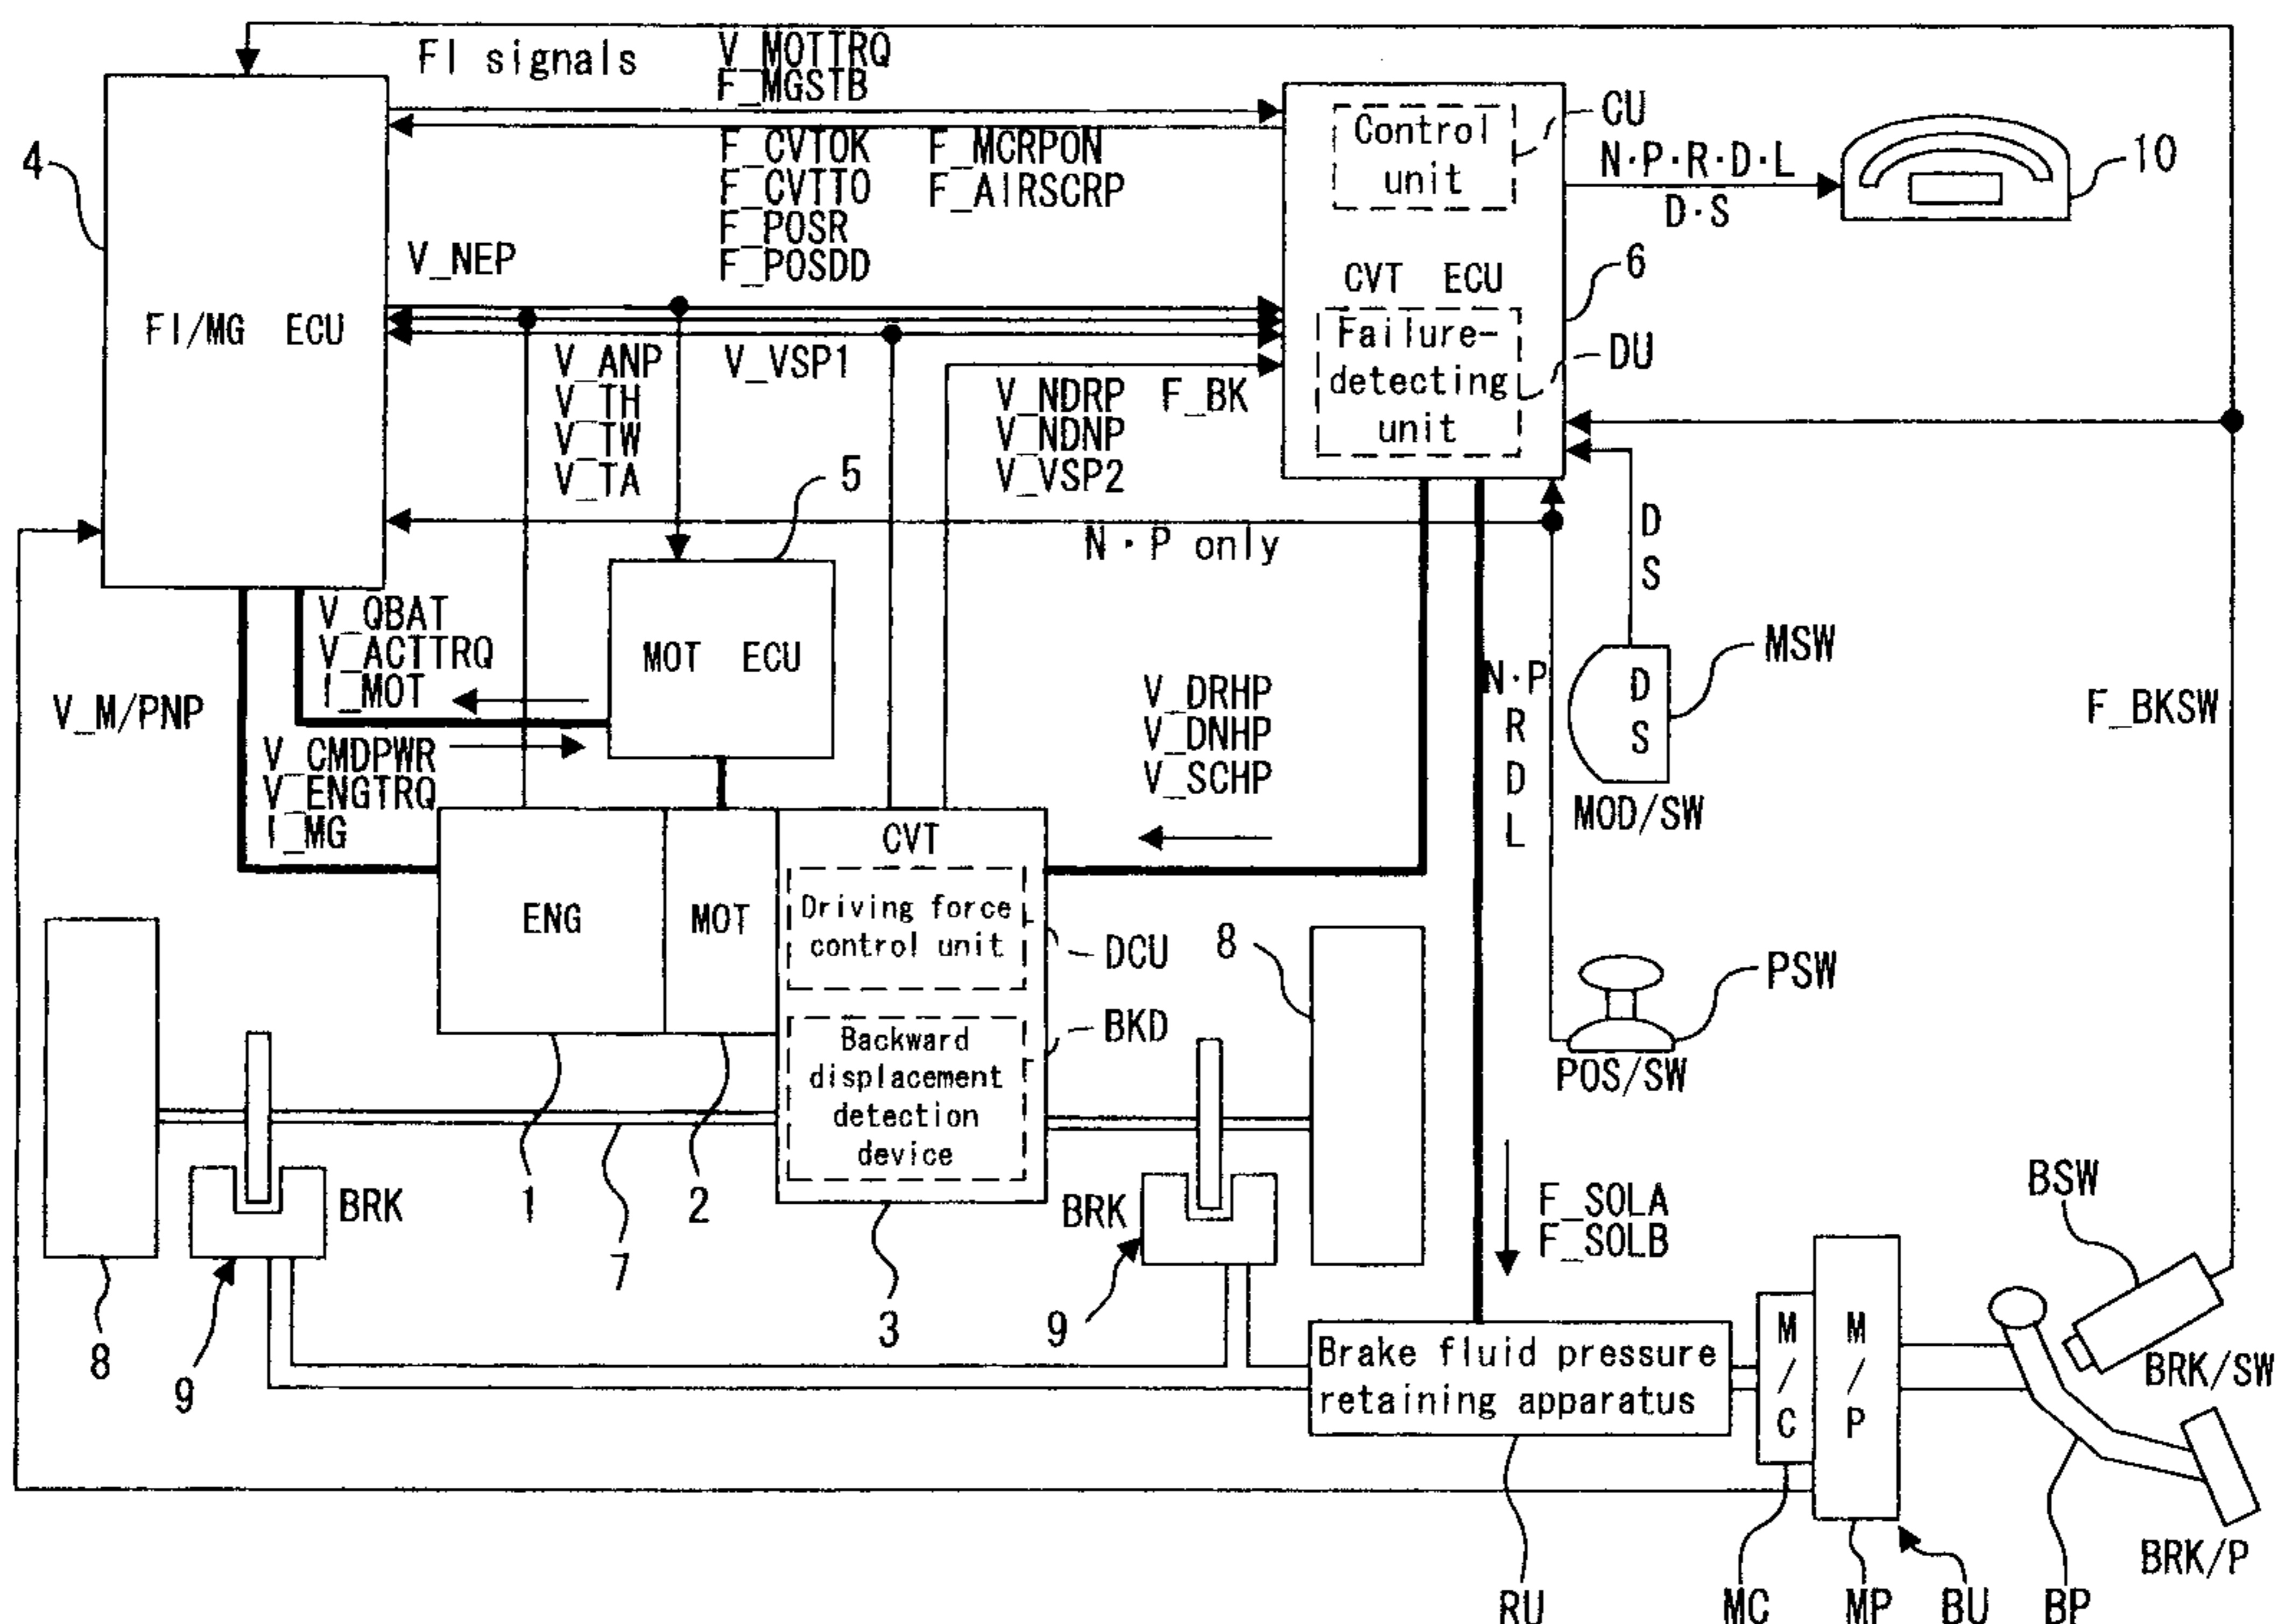 FI signals
V_MOTTRQ
F_MGSTB
F_CVTOK F_MCRPON
F_CVTTO F_AIRSCRP
F_POSR
F_POSDD
4
FI/MG ECU
V_NEP
Control
unit
CU
N·P·R·D·L
D·S
10
CVT ECU
6
Failure-
detecting
unit
DU
V_ANP
V_TH
V_TW
V_TA
V_VSP1
V_NDRP F_BK
V_NDNP
V_VSP2
5
N·P only
D
S
MOT ECU
V_QBAT
V_ACTTRQ
I_MOT
V_M/PNP
V_CMDPWR
V_ENGTRQ
I_MG
V_DRHP
V_DNHP
V_SCHP
N·P
R
D
L
D
S
MSW
MOD/SW
F_BKSW
ENG
MOT
CVT
Driving force
control unit
DCU
Backward
displacement
detection
device
BKD
8
PSW
POS/SW
BRK
1
2
7
3
8
9
BRK
9
F_SOLA
F_SOLB
BSW
BRK/SW
Brake fluid pressure
retaining apparatus
M
/
C
M
/
P
BRK/P
RU
MC
MP
BU
BP